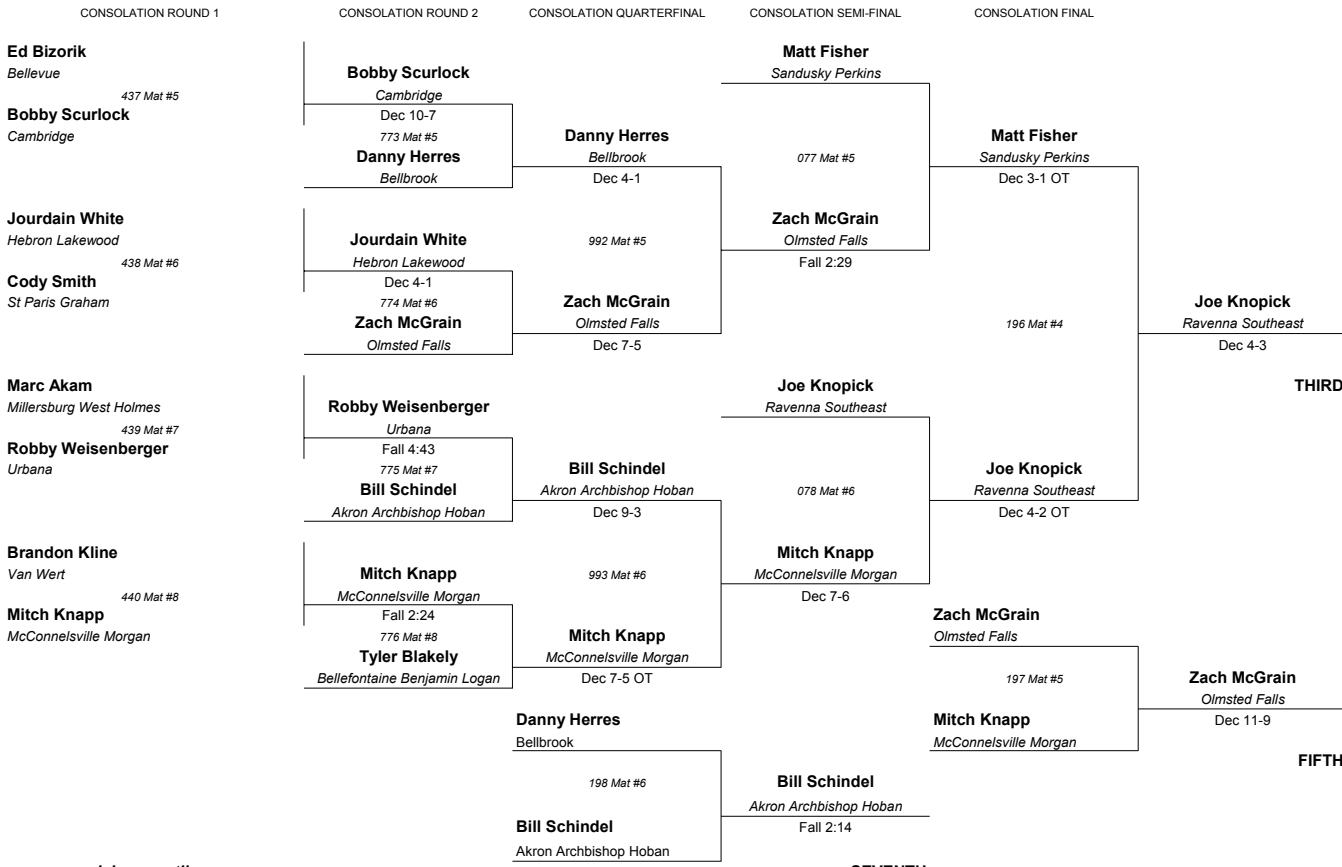 CONSOLATION ROUND 1
CONSOLATION ROUND 2
CONSOLATION QUARTERFINAL
CONSOLATION SEMI-FINAL
CONSOLATION FINAL
Ed Bizorik
Bellevue
437 Mat #5
Bobby Scurlock
Cambridge
Jourdain White
Hebron Lakewood
438 Mat #6
Cody Smith
St Paris Graham
Marc Akam
Millersburg West Holmes
439 Mat #7
Robby Weisenberger
Urbana
Brandon Kline
Van Wert
440 Mat #8
Mitch Knapp
McConnelsville Morgan
Bobby Scurlock
Cambridge
Dec 10-7
773 Mat #5
Danny Herres
Bellbrook
Jourdain White
Hebron Lakewood
Dec 4-1
774 Mat #6
Zach McGrain
Olmsted Falls
Robby Weisenberger
Urbana
Fall 4:43
775 Mat #7
Bill Schindel
Akron Archbishop Hoban
Mitch Knapp
McConnelsville Morgan
Fall 2:24
776 Mat #8
Tyler Blakely
Bellefontaine Benjamin Logan
Danny Herres
Bellbrook
Dec 4-1
992 Mat #5
Zach McGrain
Olmsted Falls
Dec 7-5
Bill Schindel
Akron Archbishop Hoban
Dec 9-3
993 Mat #6
Mitch Knapp
McConnelsville Morgan
Dec 7-5 OT
Danny Herres
Bellbrook
198 Mat #6
Bill Schindel
Akron Archbishop Hoban
Matt Fisher
Sandusky Perkins
077 Mat #5
Zach McGrain
Olmsted Falls
Fall 2:29
Joe Knopick
Ravenna Southeast
078 Mat #6
Mitch Knapp
McConnelsville Morgan
Dec 7-6
Bill Schindel
Akron Archbishop Hoban
Fall 2:14
SEVENTH
Matt Fisher
Sandusky Perkins
Dec 3-1 OT
196 Mat #4
Joe Knopick
Ravenna Southeast
Dec 4-2 OT
Zach McGrain
Olmsted Falls
197 Mat #5
Mitch Knapp
McConnelsville Morgan
Joe Knopick
Ravenna Southeast
Dec 4-3
THIRD
Zach McGrain
Olmsted Falls
Dec 11-9
FIFTH